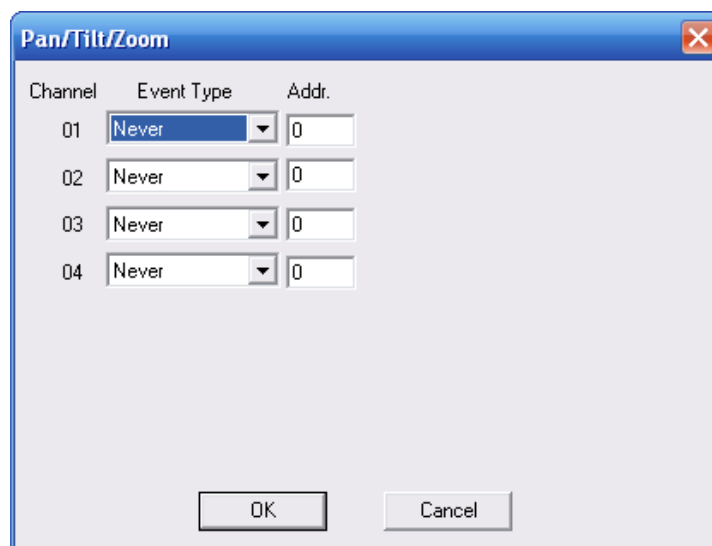 Pan/Tilt/Zoom
Channel Event Type Addr.
01 Never 0
02 Never 0
03 Never 0
04 Never 0
OK Cancel